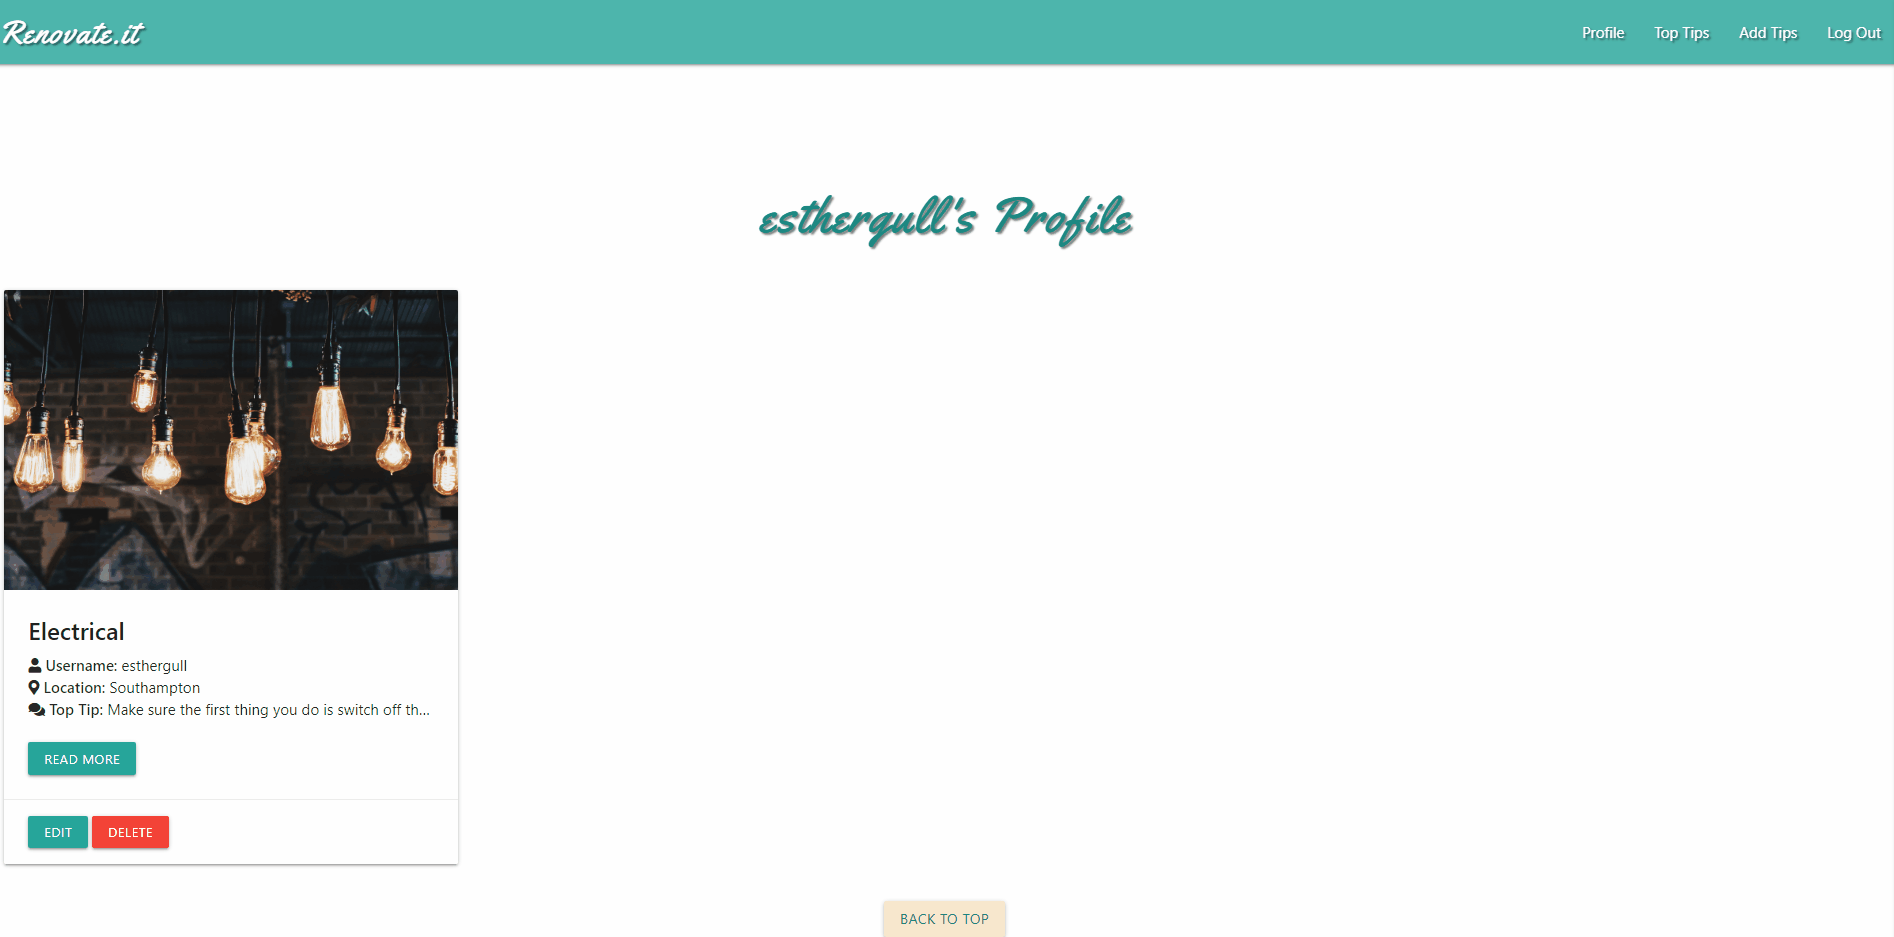 Renovate.it
Profile Top Tips Add Tips Log Out
esthergull's Profile
Electrical
Username: esthergull
Location: Southampton
Top Tip: Make sure the first thing you do is switch off th...
READ MORE
EDIT DELETE
BACK TO TOP